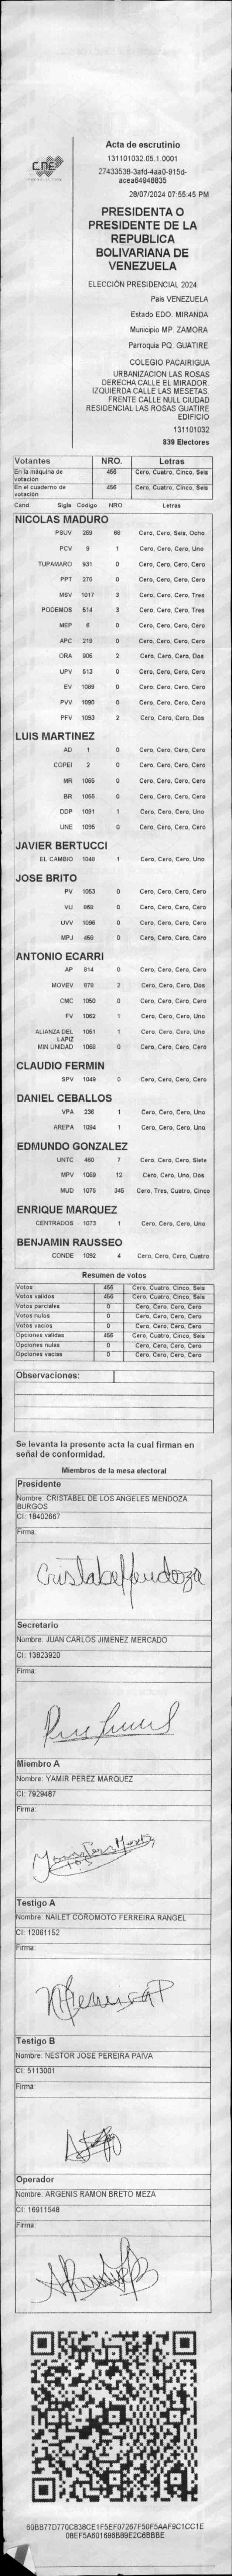 CNE
Acta de escrutinio
131101032.05.1.0001
27433538-3afd-4aa0-915d-
acea64948835
28/07/2024 07:55:45 PM
PRESIDENTA O
PRESIDENTE DE LA
REPUBLICA
BOLIVARIANA DE
VENEZUELA
ELECCIÓN PRESIDENCIAL 2024
Pais VENEZUELA
Estado EDO. MIRANDA
Municipio MP. ZAMORA
Parroquia PQ. GUATIRE
COLEGIO PACAIRIGUA
URBANIZACION LAS ROSAS
DERECHA CALLE EL MIRADOR.
IZQUIERDA CALLE LAS MESETAS.
FRENTE CALLE NULL CIUDAD
RESIDENCIAL LAS ROSAS GUATIRE
EDIFICIO
131101032
839 Electores
Votantes NRO. Letras
En la máquina de votación 456 Cero, Cuatro, Cinco, Seis
En el cuaderno de votación 456 Cero, Cuatro, Cinco, Seis
Cand. Sigla Código NRO. Letras
NICOLAS MADURO
PSUV 269 68 Cero, Cero, Seis, Ocho
PCV 9 1 Cero, Cero, Cero, Uno
TUPAMARO 931 0 Cero, Cero, Cero, Cero
PPT 276 0 Cero, Cero, Cero, Cero
MSV 1017 3 Cero, Cero, Cero, Tres
PODEMOS 514 3 Cero, Cero, Cero, Tres
MEP 6 0 Cero, Cero, Cero, Cero
APC 219 0 Cero, Cero, Cero, Cero
ORA 906 2 Cero, Cero, Cero, Dos
UPV 513 0 Cero, Cero, Cero, Cero
EV 1089 0 Cero, Cero, Cero, Cero
PVV 1090 0 Cero, Cero, Cero, Cero
PFV 1093 2 Cero, Cero, Cero, Dos
LUIS MARTINEZ
AD 1 0 Cero, Cero, Cero, Cero
COPEI 2 0 Cero, Cero, Cero, Cero
MR 1065 0 Cero, Cero, Cero, Cero
BR 1066 0 Cero, Cero, Cero, Cero
DDP 1091 1 Cero, Cero, Cero, Uno
UNE 1095 0 Cero, Cero, Cero, Cero
JAVIER BERTUCCI
EL CAMBIO 1048 1 Cero, Cero, Cero, Uno
JOSE BRITO
PV 1053 0 Cero, Cero, Cero, Cero
VU 868 0 Cero, Cero, Cero, Cero
UVV 1096 0 Cero, Cero, Cero, Cero
MPJ 458 0 Cero, Cero, Cero, Cero
ANTONIO ECARRI
AP 814 0 Cero, Cero, Cero, Cero
MOVEV 979 2 Cero, Cero, Cero, Dos
CMC 1050 0 Cero, Cero, Cero, Cero
FV 1062 1 Cero, Cero, Cero, Uno
ALIANZA DEL LÁPIZ 1051 1 Cero, Cero, Cero, Uno
MIN UNIDAD 1068 0 Cero, Cero, Cero, Cero
CLAUDIO FERMIN
SPV 1049 0 Cero, Cero, Cero, Cero
DANIEL CEBALLOS
VPA 236 1 Cero, Cero, Cero, Uno
AREPA 1094 1 Cero, Cero, Cero, Uno
EDMUNDO GONZALEZ
UNTC 460 7 Cero, Cero, Cero, Siete
MPV 1069 12 Cero, Cero, Uno, Dos
MUD 1075 345 Cero, Tres, Cuatro, Cinco
ENRIQUE MARQUEZ
CENTRADOS 1073 1 Cero, Cero, Cero, Uno
BENJAMIN RAUSSEO
CONDE 1092 4 Cero, Cero, Cero, Cuatro
Resumen de votos
Votos 456 Cero, Cuatro, Cinco, Seis
Votos validos 456 Cero, Cuatro, Cinco, Seis
Votos parciales 0 Cero, Cero, Cero, Cero
Votos nulos 0 Cero, Cero, Cero, Cero
Votos vacios 0 Cero, Cero, Cero, Cero
Opciones validas 456 Cero, Cuatro, Cinco, Seis
Opciones nulas 0 Cero, Cero, Cero, Cero
Opciones vacias 0 Cero, Cero, Cero, Cero
Observaciones:
Se levanta la presente acta la cual firman en
señal de conformidad.
Miembros de la mesa electoral
Presidente
Nombre: CRISTABEL DE LOS ANGELES MENDOZA
BURGOS
CI: 18402667
Firma:
Cristabel Mendoza
Secretario
Nombre: JUAN CARLOS JIMENEZ MERCADO
CI: 13823920
Firma:
Miembro A
Nombre: YAMIR PEREZ MARQUEZ
CI: 7929487
Firma:
Testigo A
Nombre: NAILET COROMOTO FERREIRA RANGEL
CI: 12061152
Firma:
Testigo B
Nombre: NESTOR JOSE PEREIRA PAIVA
CI: 5113001
Firma:
Operador
Nombre: ARGENIS RAMON BRETO MEZA
CI: 16911548
Firma:
60BB77D770C838CE1F5EF07267F50F5AAF9C1CC1E
08EF5A601696B89E2C6BBBE